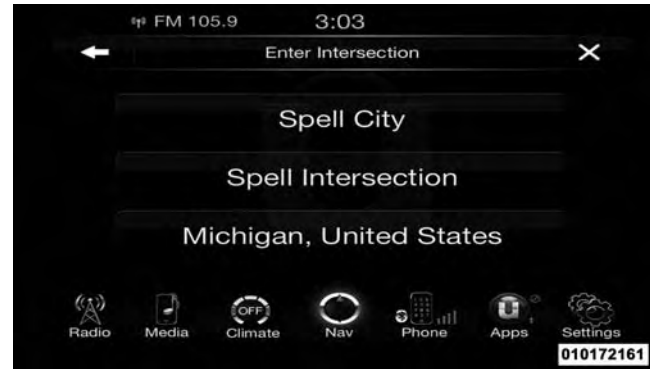 FM 105.9 3:03
Enter Intersection
Spell City
Spell Intersection
Michigan, United States
OFF
Radio Media Climate Nav Phone Apps Settings
010172161